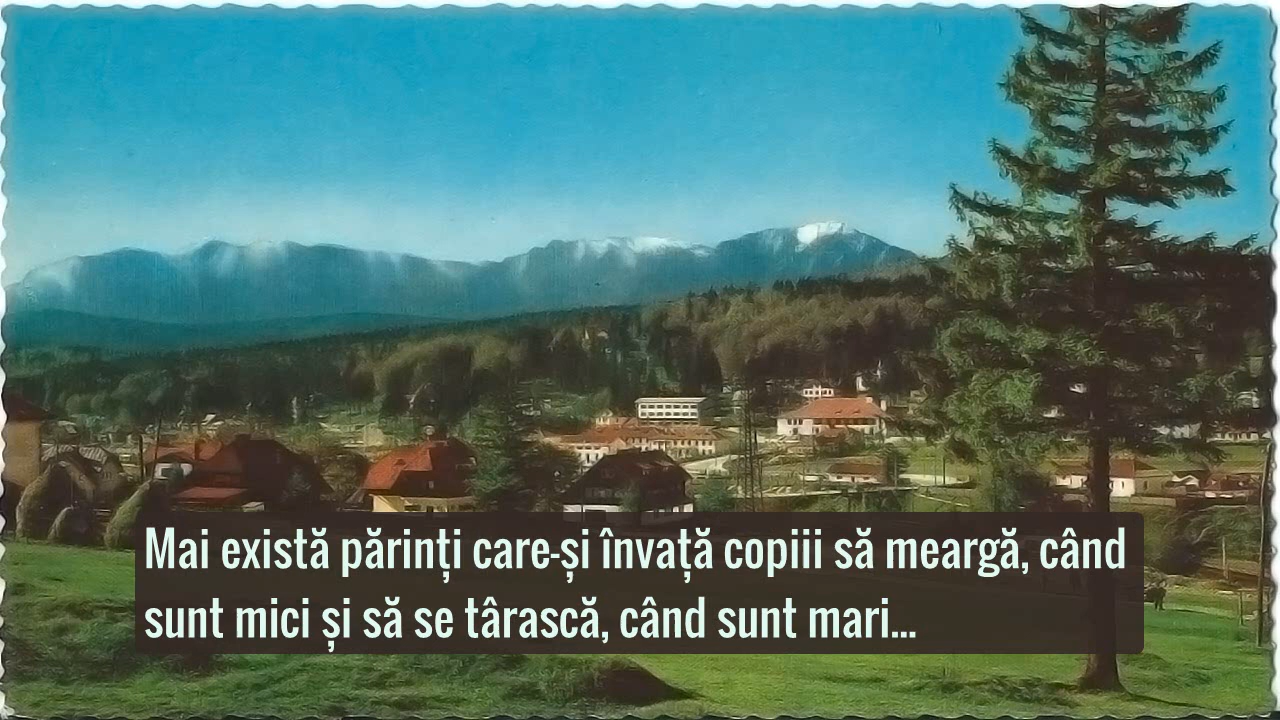 Mai există părinți care-și învață copiii să meargă, când
sunt mici și să se târască, când sunt mari...